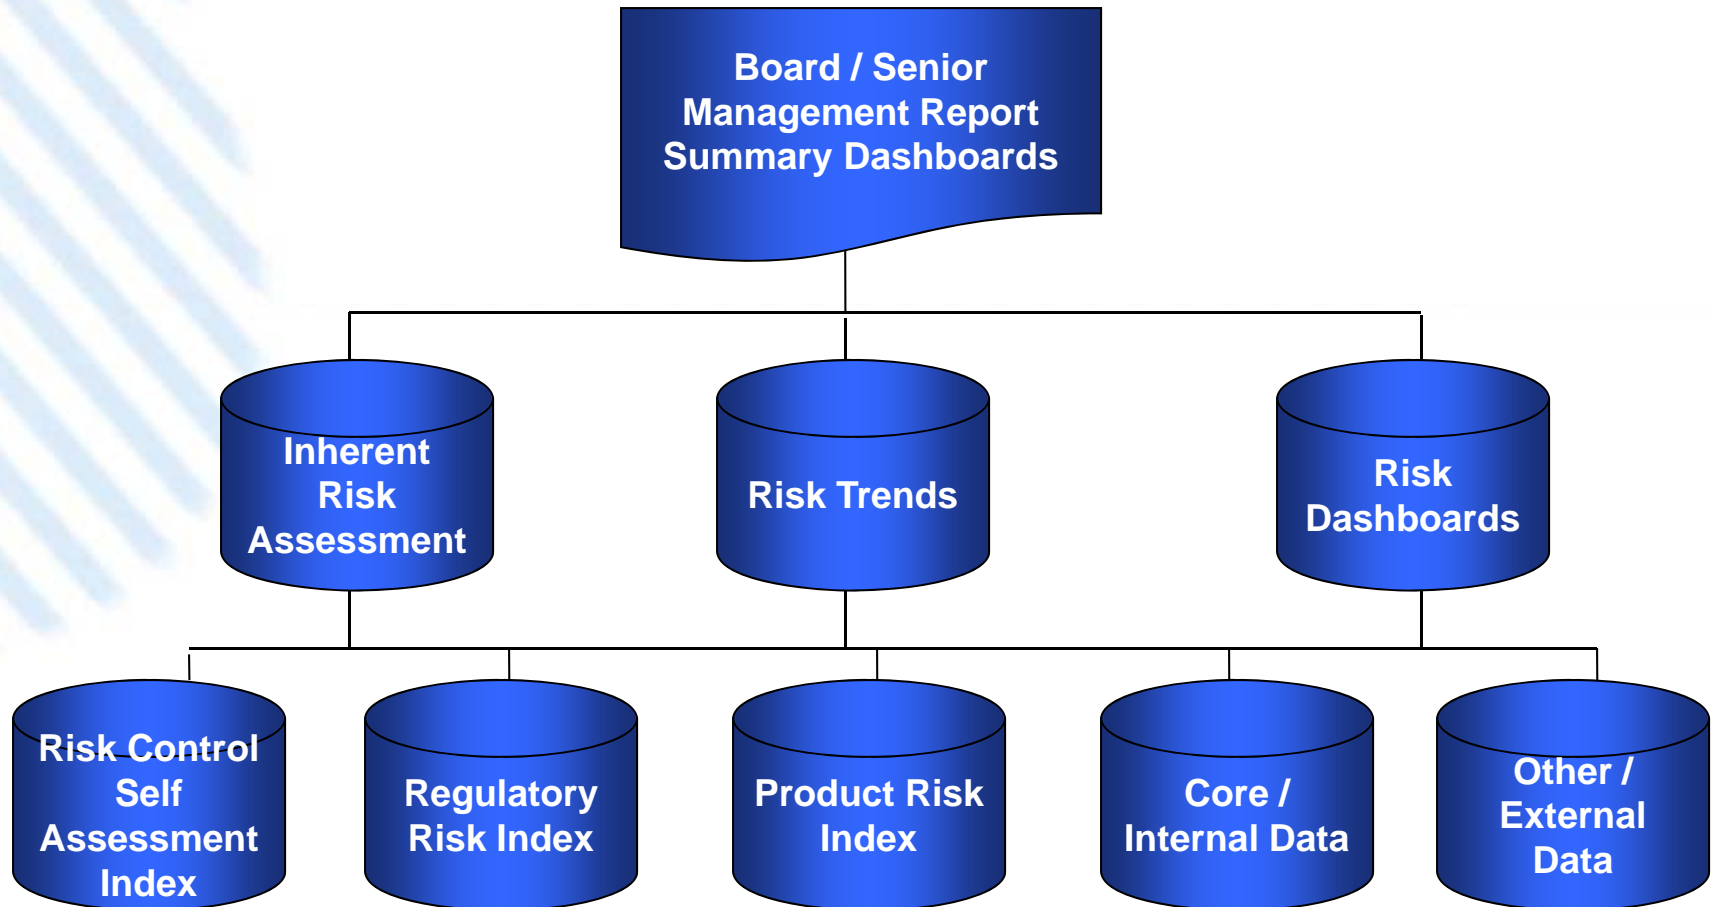 Board / Senior
Management Report
Summary Dashboards
Inherent
Risk
Assessment
Risk Trends
Risk
Dashboards
Risk Control
Self
Assessment
Index
Regulatory
Risk Index
Product Risk
Index
Core /
Internal Data
Other /
External
Data